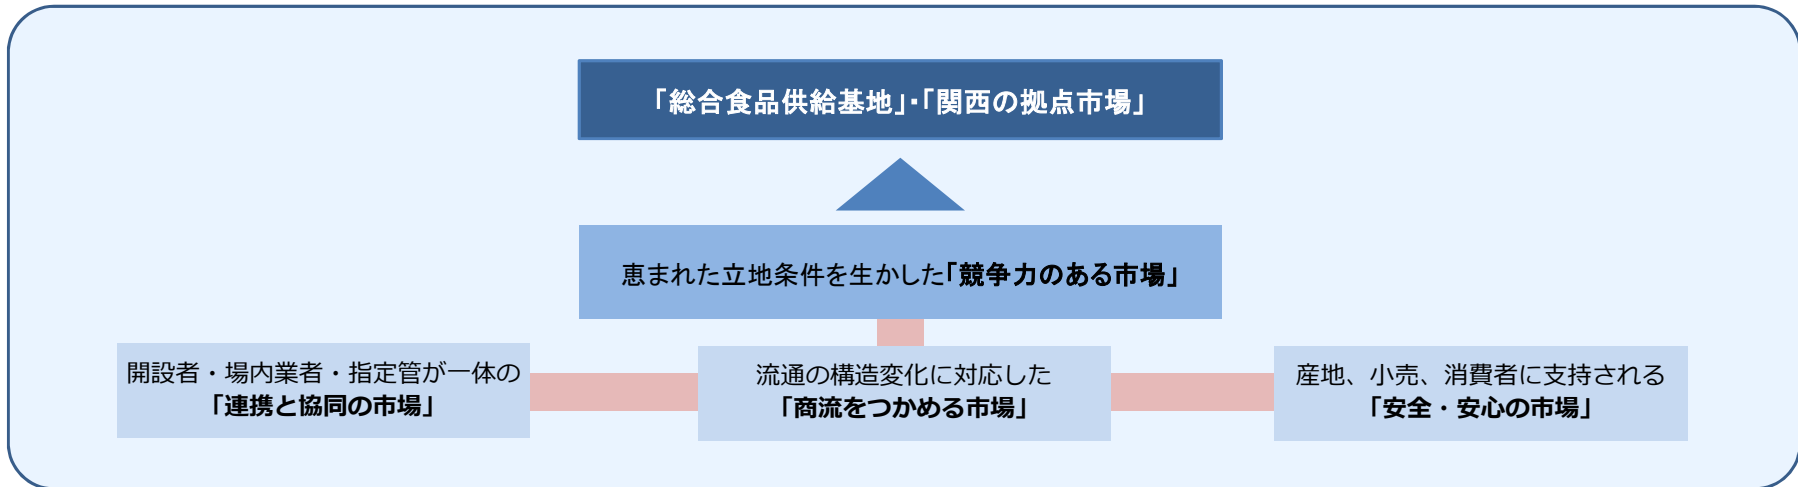 「総合食品供給基地」・「関西の拠点市場」
恵まれた立地条件を生かした「競争力のある市場」
開設者・場内業者・指定管が一体の
「連携と協同の市場」
流通の構造変化に対応した
「商流をつかめる市場」
産地、小売、消費者に支持される
「安全・安心の市場」